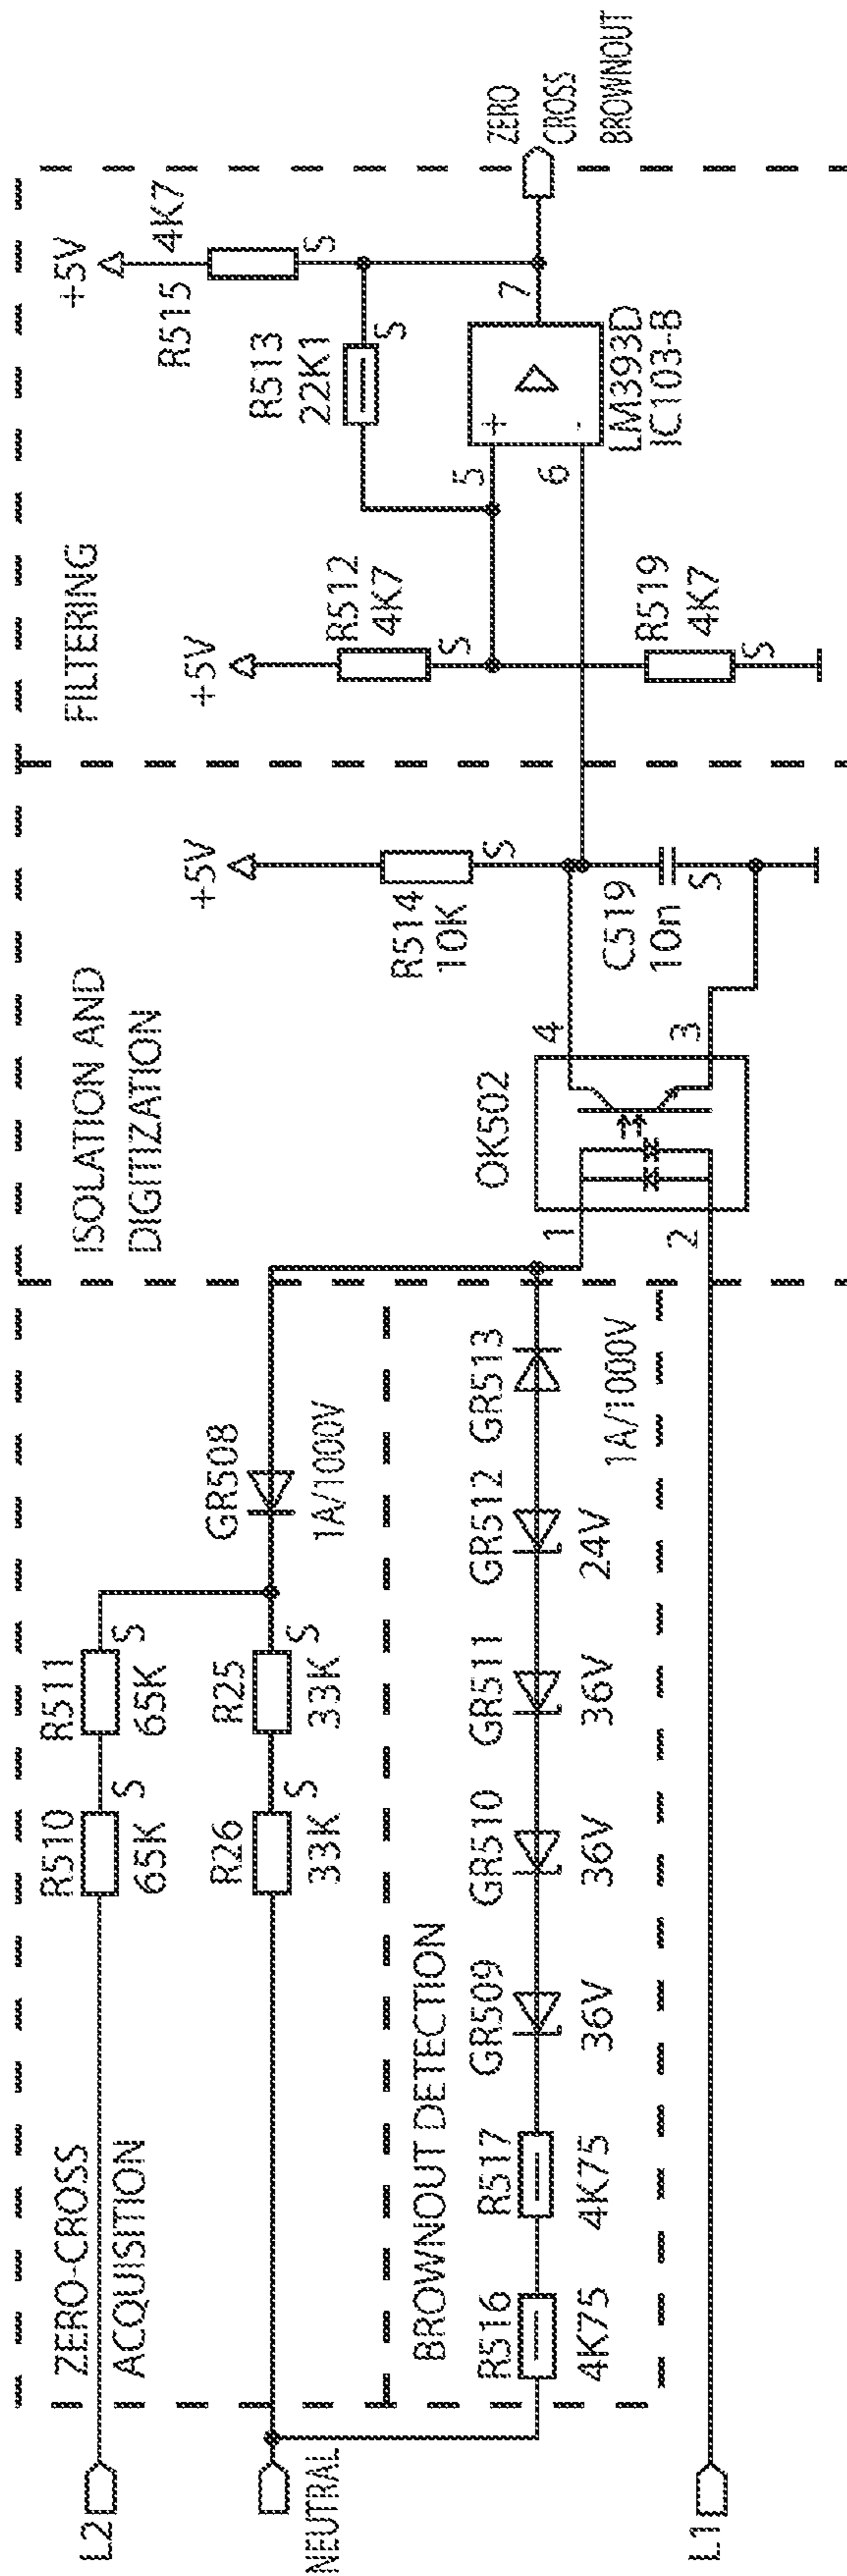 L2
ZERO-CROSS
ACQUISITION
R510
65K
S
R511
65K
S
NEUTRAL
R26
33K
S
R25
33K
S
GR508
1A/1000V
BROWNOUT DETECTION
R516
4K75
R517
4K75
GR509
36V
GR510
36V
GR511
36V
GR512
24V
GR513
1A/1000V
L1
ISOLATION AND
DIGITIZATION
OK502
1
2
4
3
+5V
R514
10K
S
C519
10n
S
FILTERING
+5V
R512
4K7
S
R519
4K7
S
+5V
R515
4K7
S
R513
22K1
S
5
6
+
-
7
LM393D
IC103-B
ZERO
CROSS
BROWNOUT